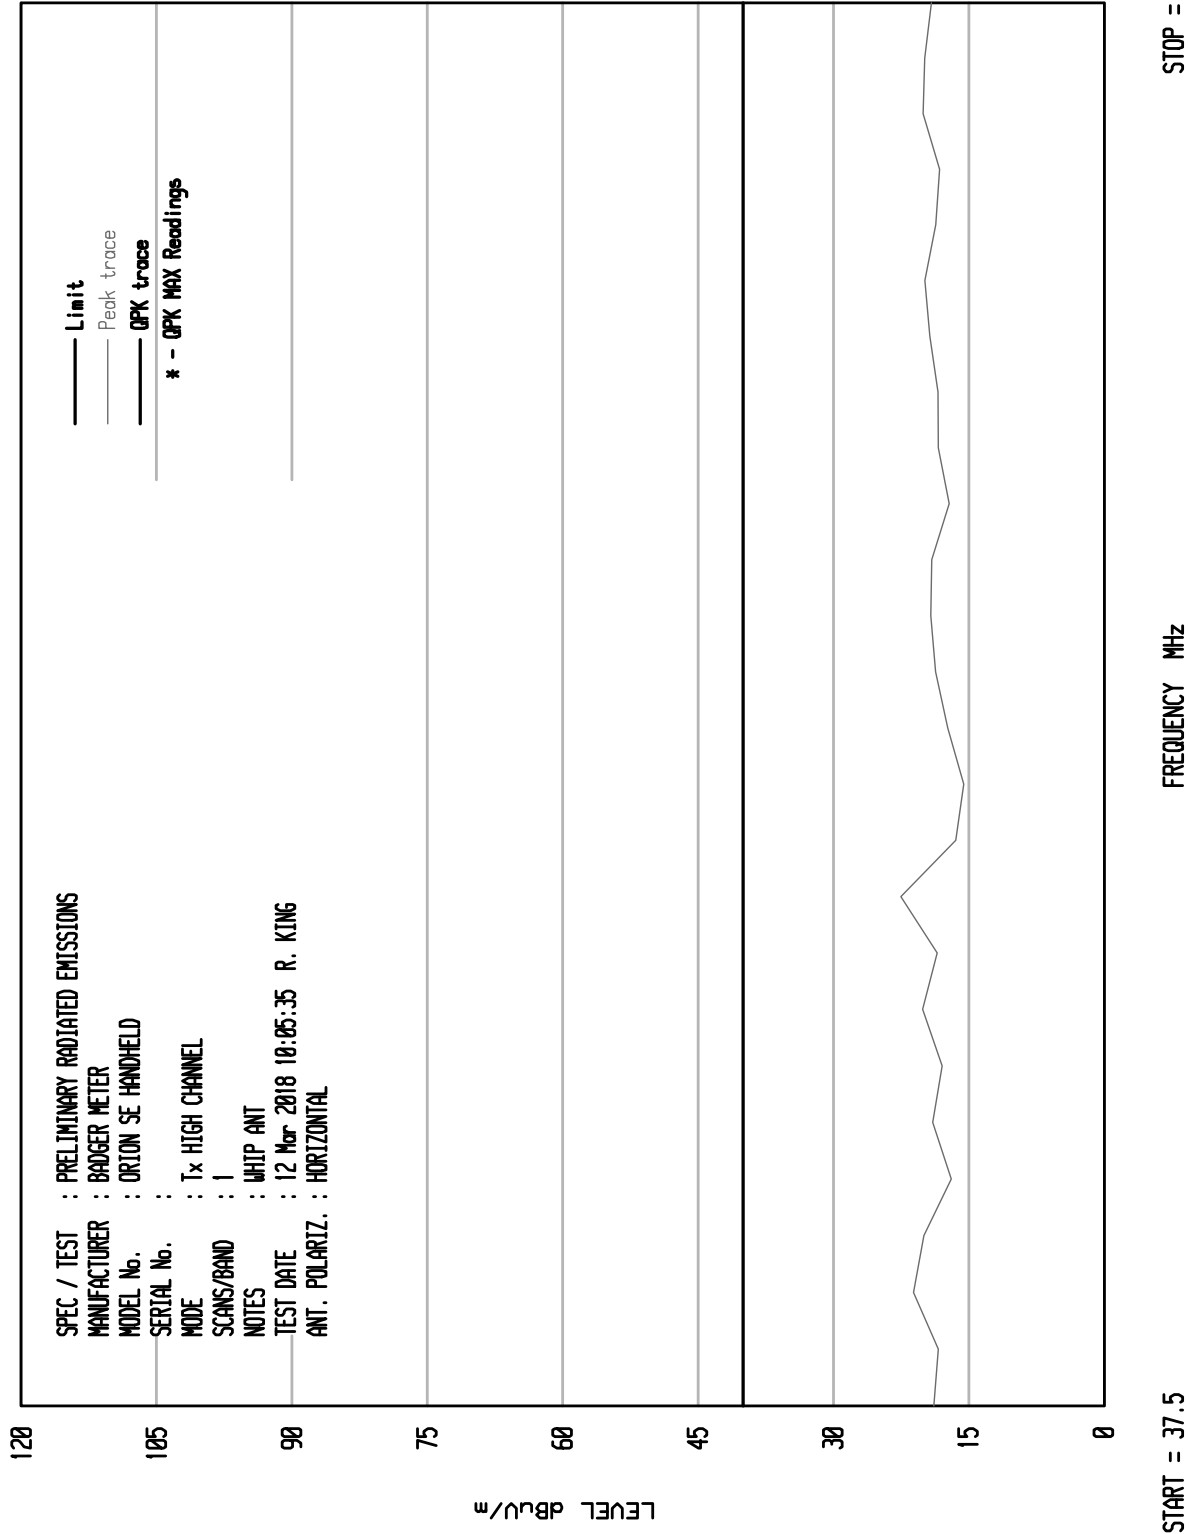 SPEC / TEST : PRELIMINARY RADIATED EMISSIONS
MANUFACTURER : BADGER METER
MODEL No. : ORION SE HANDHELD
SERIAL No. :
MODE : Tx HIGH CHANNEL
SCANS/BAND : 1
NOTES : WHIP ANT
TEST DATE : 12 Mar 2018 10:05:35 R. KING
ANT. POLARIZ. : HORIZONTAL
Limit
Peak trace
QPK trace
* - QPK MAX Readings
120
105
90
75
60
45
30
15
0
LEVEL dBuV/m
START = 37.5
FREQUENCY MHz
STOP =